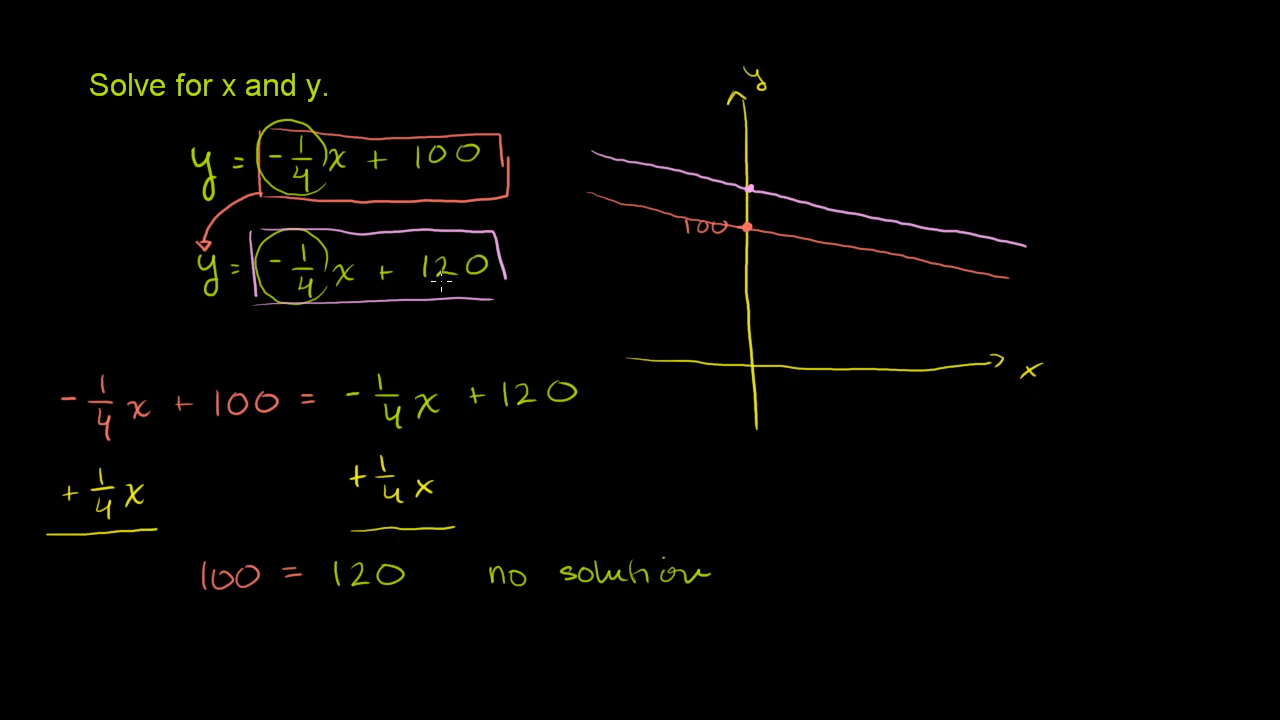 Solve for x and y.
y = -1/4 x + 100
y = -1/4 x + 120
-1/4 x + 100 = -1/4 x + 120
+ 1/4 x + 1/4 x
100 = 120 no solution
y
100
x